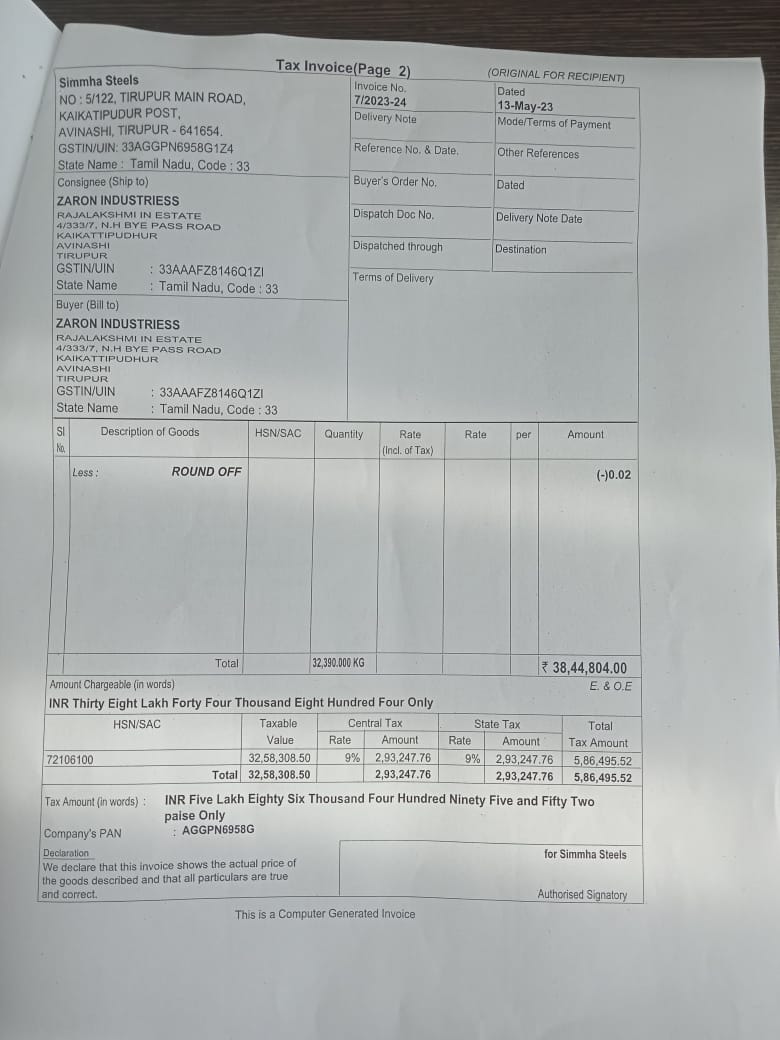 Tax Invoice(Page 2)
(ORIGINAL FOR RECIPIENT)
Simmha Steels
NO : 5/122, TIRUPUR MAIN ROAD,
KAIKATIPUDUR POST,
AVINASHI, TIRUPUR - 641654.
GSTIN/UIN: 33AGGPN6958G1Z4
State Name : Tamil Nadu, Code : 33
Invoice No.
7/2023-24
Dated
13-May-23
Delivery Note
Mode/Terms of Payment
Reference No. & Date.
Other References
Consignee (Ship to)
ZARON INDUSTRIESS
RAJALAKSHMI IN ESTATE
4/333/7, N.H BYE PASS ROAD
KAIKATTIPUDHUR
AVINASHI
TIRUPUR
GSTIN/UIN : 33AAAFZ8146Q1ZI
State Name : Tamil Nadu, Code : 33
Buyer's Order No.
Dated
Dispatch Doc No.
Delivery Note Date
Dispatched through
Destination
Terms of Delivery
Buyer (Bill to)
ZARON INDUSTRIESS
RAJALAKSHMI IN ESTATE
4/333/7, N.H BYE PASS ROAD
KAIKATTIPUDHUR
AVINASHI
TIRUPUR
GSTIN/UIN : 33AAAFZ8146Q1ZI
State Name : Tamil Nadu, Code : 33
Sl No. Description of Goods HSN/SAC Quantity Rate (Incl. of Tax) Rate per Amount
Less : ROUND OFF (-)0.02
Total 32,390.000 KG ₹ 38,44,804.00
Amount Chargeable (in words) E. & O.E
INR Thirty Eight Lakh Forty Four Thousand Eight Hundred Four Only
HSN/SAC Taxable Value Central Tax State Tax Total Tax Amount
Rate Amount Rate Amount
72106100 32,58,308.50 9% 2,93,247.76 9% 2,93,247.76 5,86,495.52
Total 32,58,308.50 2,93,247.76 2,93,247.76 5,86,495.52
Tax Amount (in words) : INR Five Lakh Eighty Six Thousand Four Hundred Ninety Five and Fifty Two
paise Only
Company's PAN : AGGPN6958G
Declaration
We declare that this invoice shows the actual price of
the goods described and that all particulars are true
and correct.
for Simmha Steels
Authorised Signatory
This is a Computer Generated Invoice